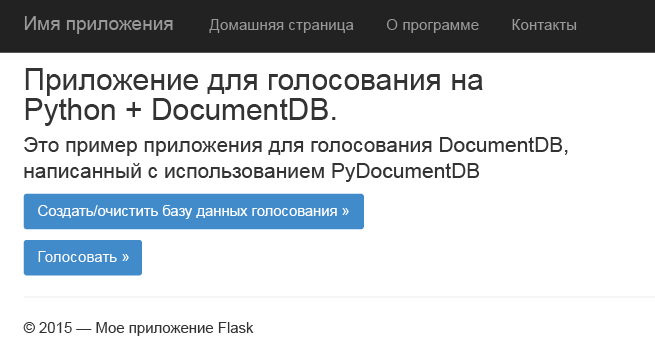 Имя приложения Домашняя страница О программе Контакты
Приложение для голосования на
Python + DocumentDB.
Это пример приложения для голосования DocumentDB,
написанный с использованием PyDocumentDB
Создать/очистить базу данных голосования »
Голосовать »
© 2015 — Мое приложение Flask